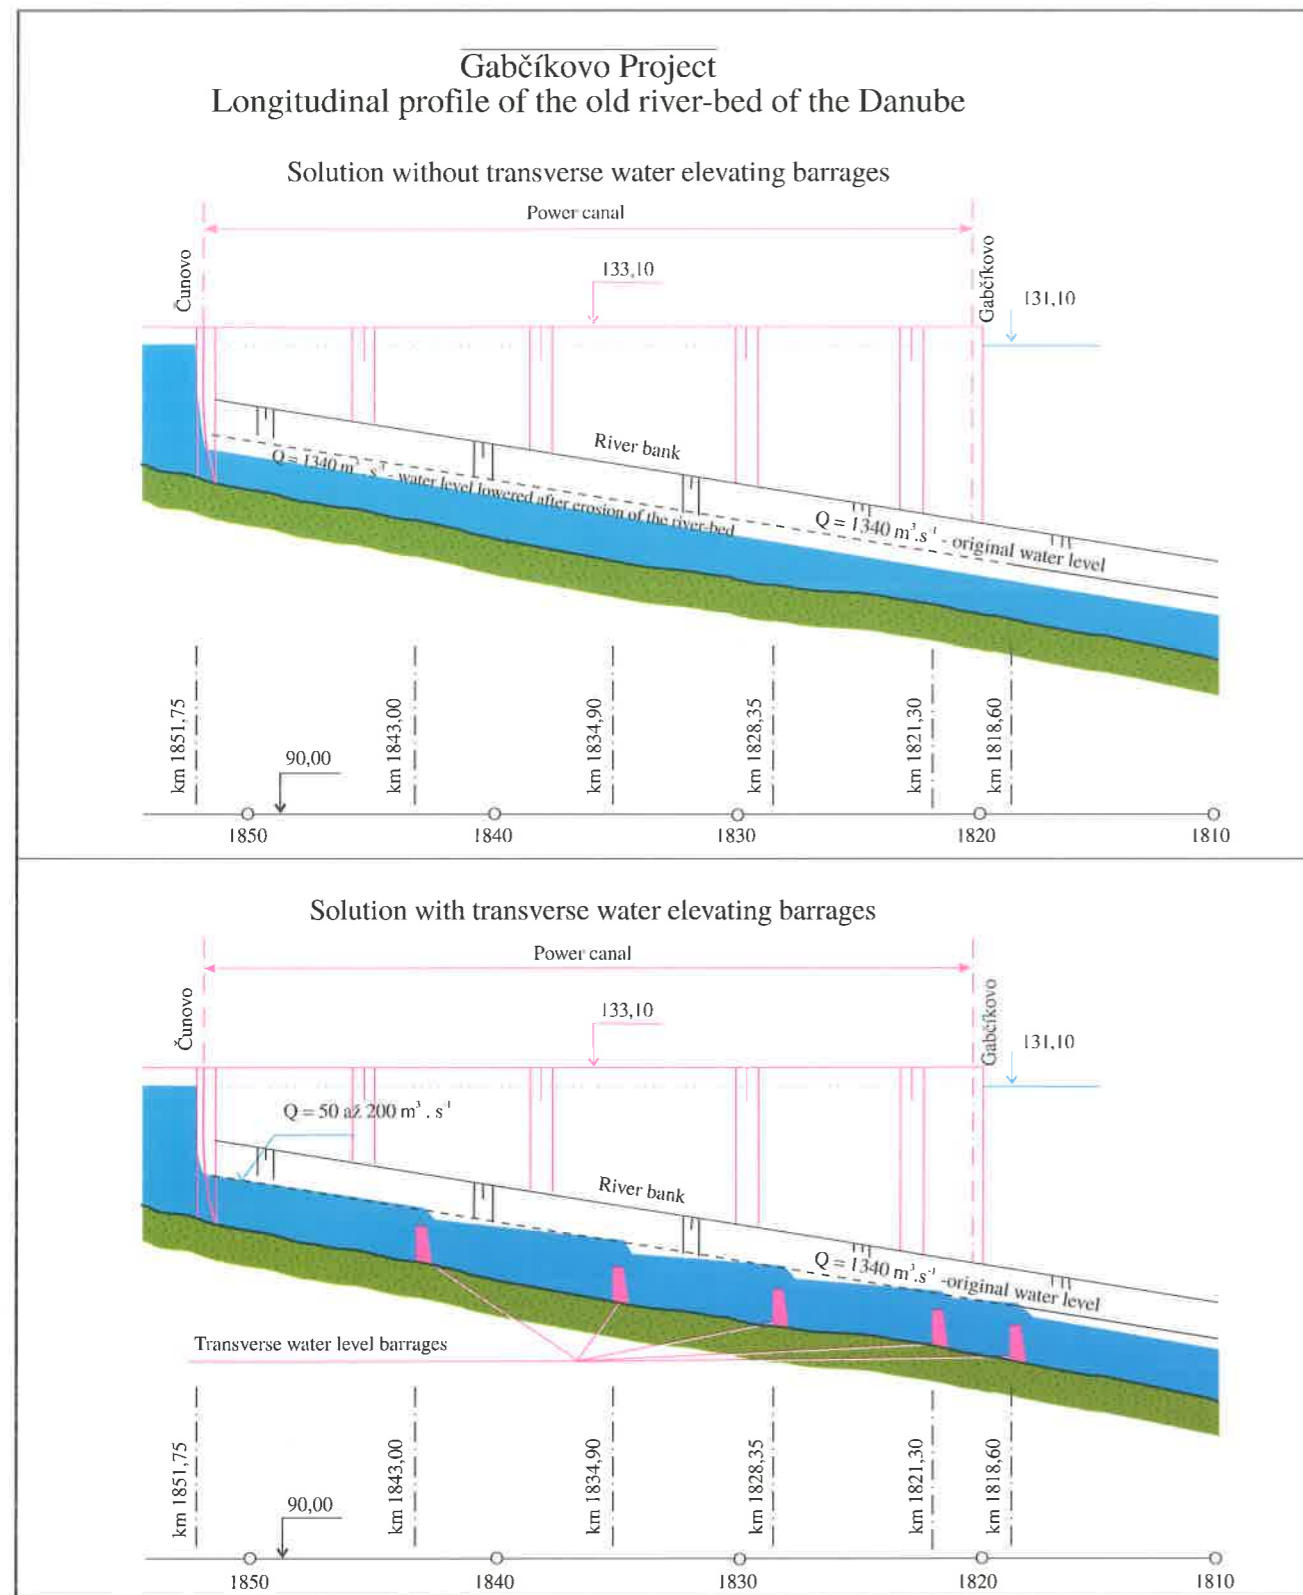 Gabčíkovo Project
Longitudinal profile of the old river-bed of the Danube
Solution without transverse water elevating barrages
Power canal
Čunovo
133,10
Gabčíkovo
131,10
River bank
Q = 1340 m³ . s⁻¹ - water level lowered after erosion of the river-bed
Q = 1340 m³.s⁻¹ - original water level
km 1851,75
km 1843,00
km 1834,90
km 1828,35
km 1821,30
km 1818,60
90,00
1850
1840
1830
1820
1810
Solution with transverse water elevating barrages
Power canal
Čunovo
133,10
Gabčíkovo
131,10
Q = 50 až 200 m³ . s⁻¹
River bank
Q = 1340 m³.s⁻¹ -original water level
Transverse water level barrages
km 1851,75
km 1843,00
km 1834,90
km 1828,35
km 1821,30
km 1818,60
90,00
1850
1840
1830
1820
1810